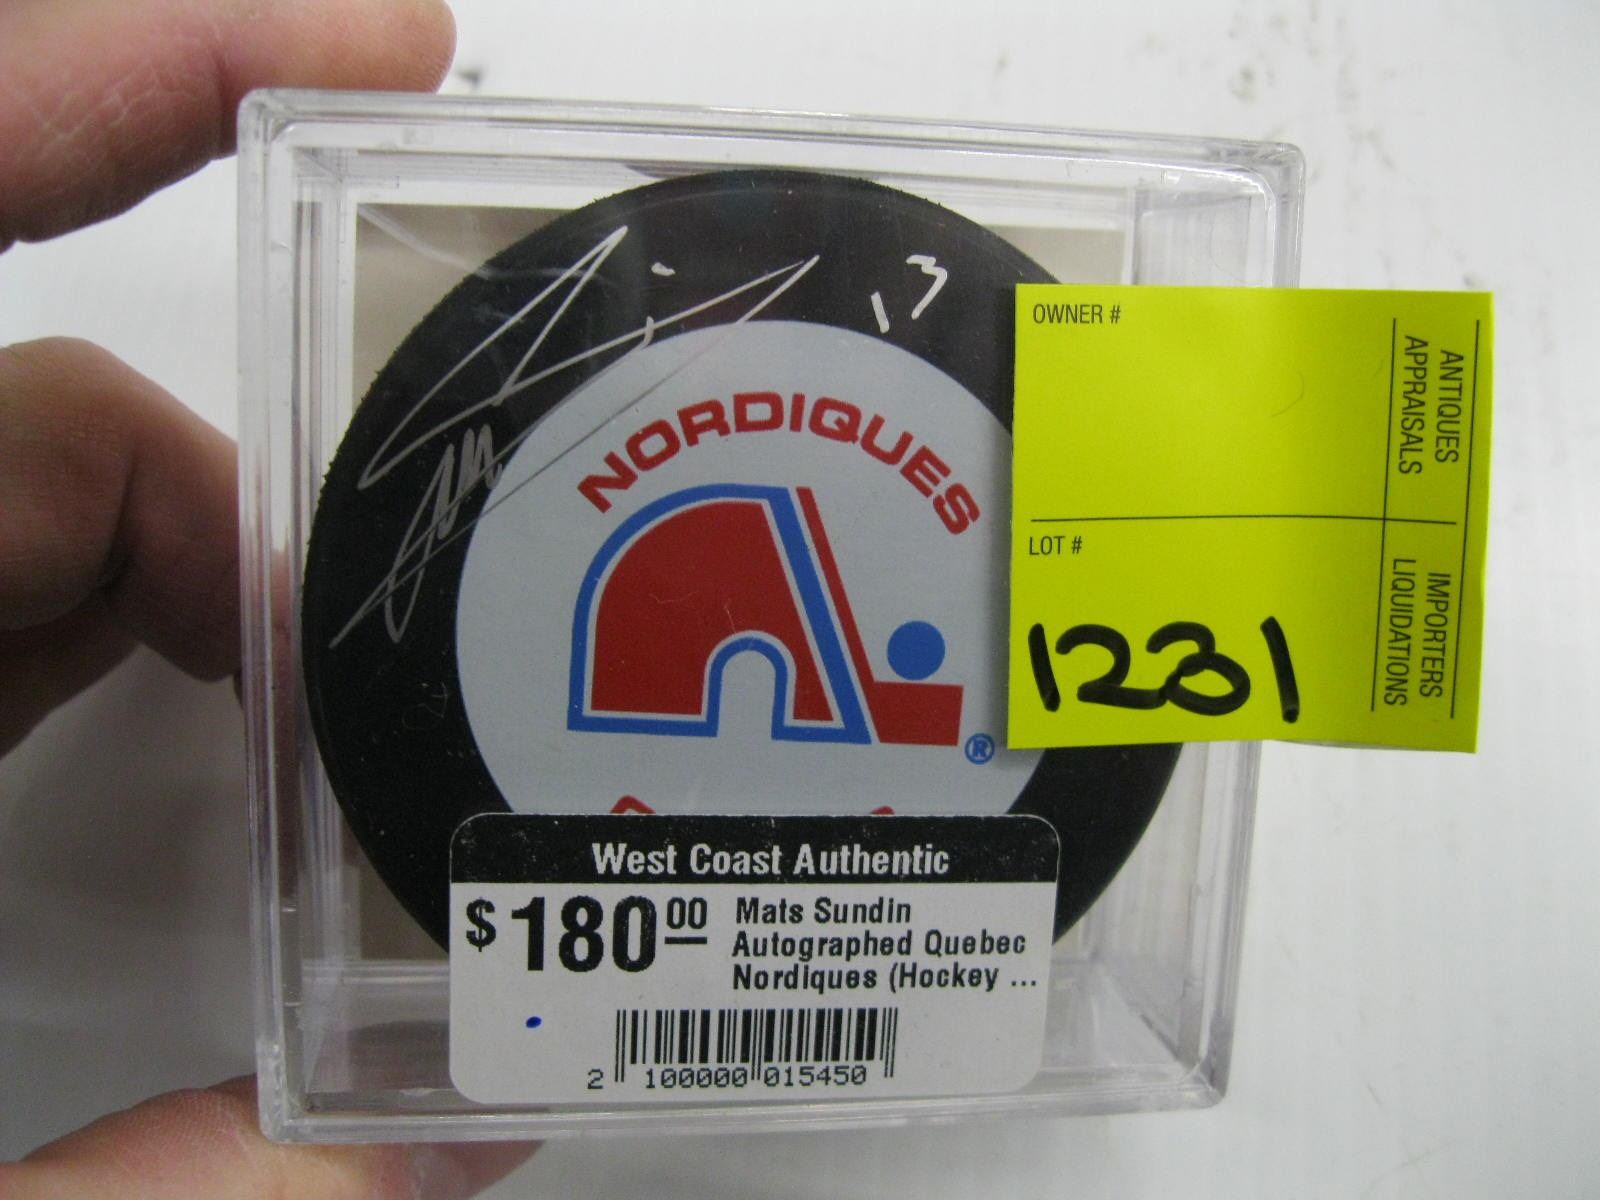 13
NORDIQUES
®
OWNER #
LOT #
1231
ANTIQUES
APPRAISALS
IMPORTERS
LIQUIDATIONS
West Coast Authentic
$180.00
Mats Sundin
Autographed Quebec
Nordiques (Hockey ...
2 100000 015450